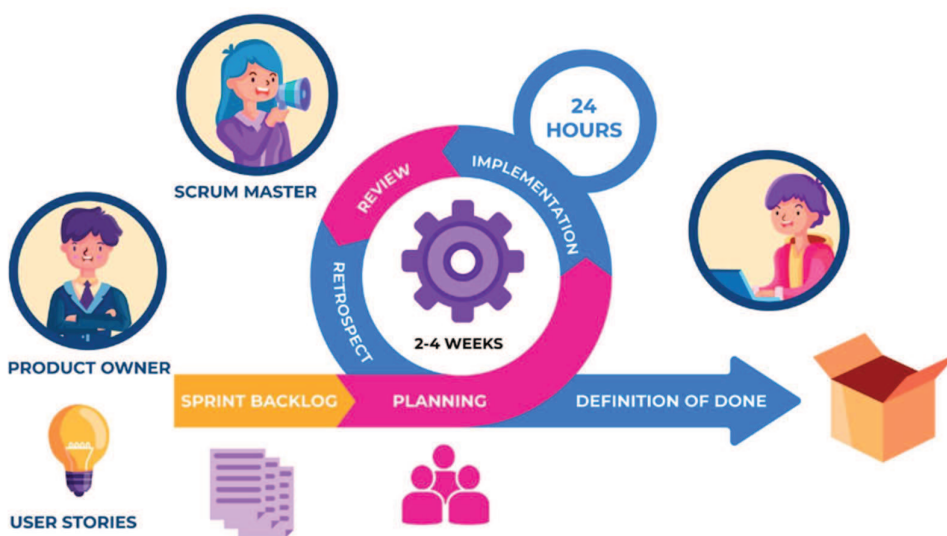 24
HOURS
SCRUM MASTER
REVIEW
IMPLEMENTATION
RETROSPECT
2-4 WEEKS
PRODUCT OWNER
SPRINT BACKLOG
PLANNING
DEFINITION OF DONE
USER STORIES